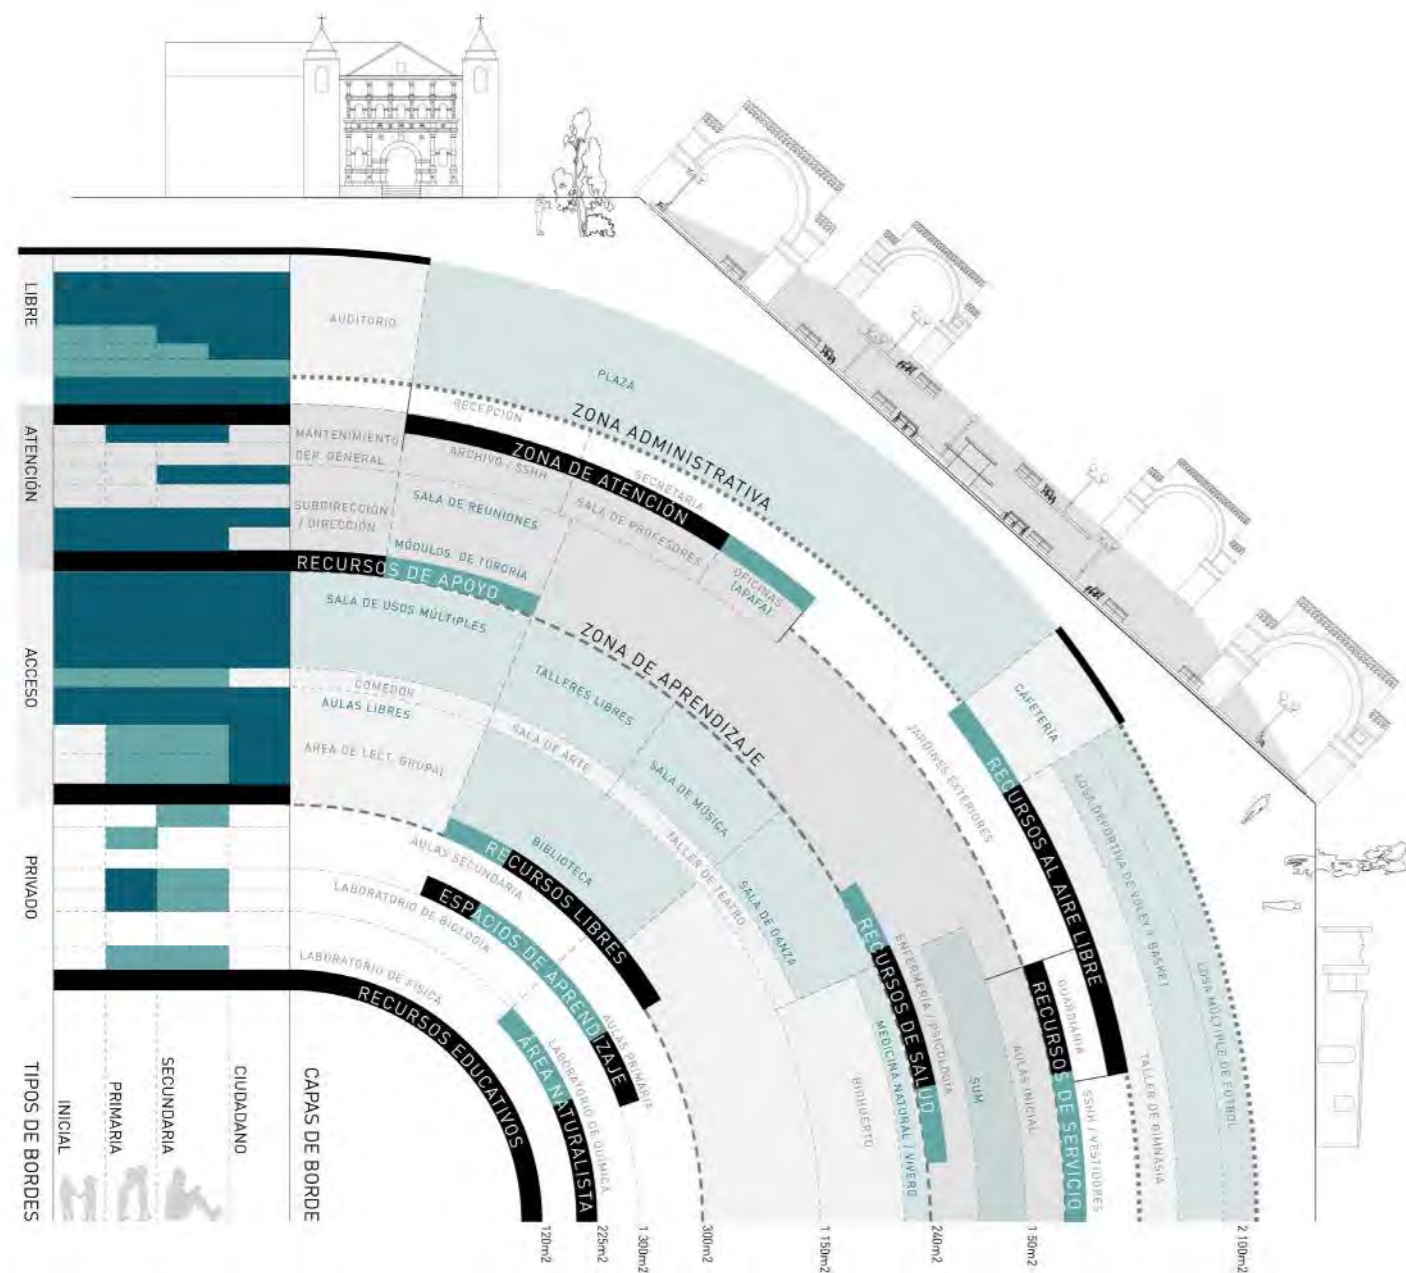 LIBRE
ATENCIÓN
ACCESO
PRIVADO
AUDITORIO
PLAZA
ZONA ADMINISTRATIVA
RECEPCIÓN
ZONA DE ATENCIÓN
SECRETARIA
MANTENIMIENTO
DEP. GENERAL
ARCHIVO / SSHH
SUBDIRECCIÓN
/ DIRECCIÓN
SALA DE REUNIONES
SALA DE PROFESORES
MÓDULOS DE TURORÍA
OFICINAS
(APAFA)
RECURSOS DE APOYO
SALA DE USOS MÚLTIPLES
ZONA DE APRENDIZAJE
COMEDOR
AULAS LIBRES
TALLERES LIBRES
SALA DE ARTE
SALA DE MÚSICA
TALLER DE TEATRO
SALA DE DANZA
ÁREA DE LECT. GRUPAL
BIBLIOTECA
RECURSOS LIBRES
AULAS SECUNDARIA
ESPACIOS DE APRENDIZAJE
AULAS PRIMARIA
LABORATORIO DE BIOLOGÍA
LABORATORIO DE FÍSICA
LABORATORIO DE QUÍMICA
ÁREA NATURALISTA
RECURSOS EDUCATIVOS
JARDINES EXTERIORES
CAFETERÍA
RECURSOS AL AIRE LIBRE
LOSA DEPORTIVA DE VOLEY Y BASKET
LOSA MÚLTIPLE DE FÚTBOL
TALLER DE GIMNASIA
GUARDIANÍA
RECURSOS DE SERVICIO
SSHH / VESTIDORES
ENFERMERÍA / PSICOLOGÍA
RECURSOS DE SALUD
MEDICINA NATURAL / VIVERO
BIOHUERTO
SUM
AULAS INICIAL
TIPOS DE BORDES
INICIAL
PRIMARIA
SECUNDARIA
CIUDADANO
CAPAS DE BORDE
120m2
225m2
1 300m2
300m2
1 150m2
240m2
1 50m2
2 100m2